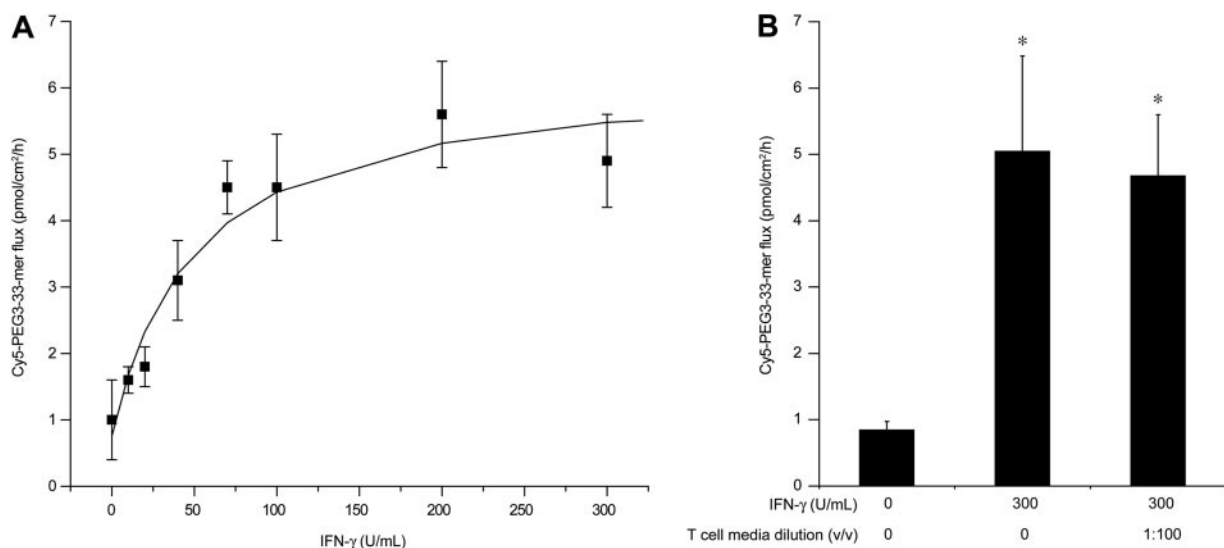 A
Cy5-PEG3-33-mer flux (pmol/cm²/h)
7
6
5
4
3
2
1
0
0 50 100 150 200 250 300
IFN-γ (U/mL)
B
Cy5-PEG3-33-mer flux (pmol/cm²/h)
7
6
5
4
3
2
1
0
* *
IFN-γ (U/mL) 0 300 300
T cell media dilution (v/v) 0 0 1:100